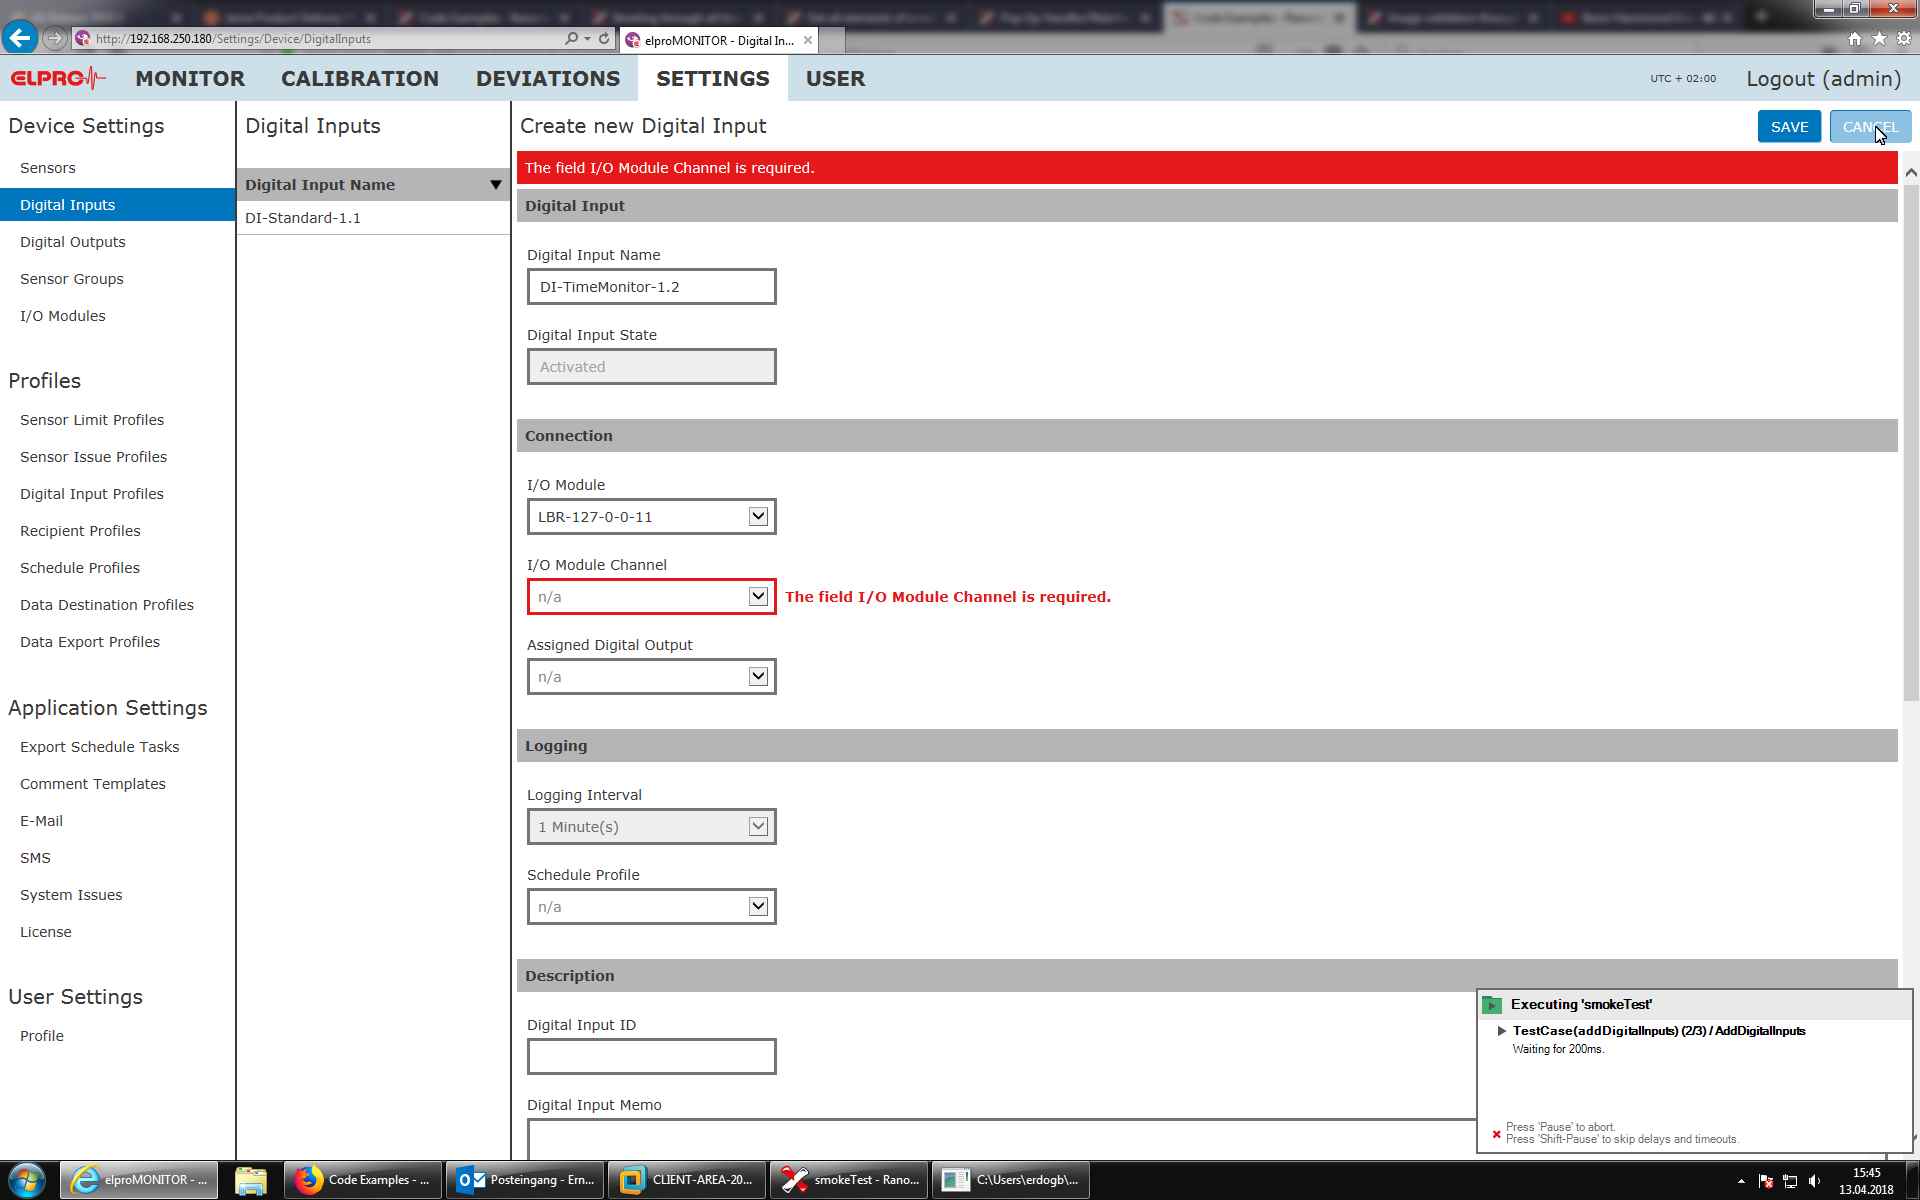 http://192.168.250.180/Settings/Device/DigitalInputs
elproMONITOR - Digital In...
ELPRO
MONITOR
CALIBRATION
DEVIATIONS
SETTINGS
USER
UTC + 02:00
Logout (admin)
Device Settings
Sensors
Digital Inputs
Digital Outputs
Sensor Groups
I/O Modules
Profiles
Sensor Limit Profiles
Sensor Issue Profiles
Digital Input Profiles
Recipient Profiles
Schedule Profiles
Data Destination Profiles
Data Export Profiles
Application Settings
Export Schedule Tasks
Comment Templates
E-Mail
SMS
System Issues
License
User Settings
Profile
Digital Inputs
Digital Input Name
DI-Standard-1.1
Create new Digital Input
SAVE
CANCEL
The field I/O Module Channel is required.
Digital Input
Digital Input Name
DI-TimeMonitor-1.2
Digital Input State
Activated
Connection
I/O Module
LBR-127-0-0-11
I/O Module Channel
n/a
The field I/O Module Channel is required.
Assigned Digital Output
n/a
Logging
Logging Interval
1 Minute(s)
Schedule Profile
n/a
Description
Digital Input ID
Digital Input Memo
Executing 'smokeTest'
TestCase(addDigitalInputs) (2/3) / AddDigitalInputs
Waiting for 200ms.
Press 'Pause' to abort.
Press 'Shift-Pause' to skip delays and timeouts.
elproMONITOR - ...
Code Examples - ...
Posteingang - Ern...
CLIENT-AREA-20...
smokeTest - Rano...
C:\Users\erdogb\...
15:45
13.04.2018